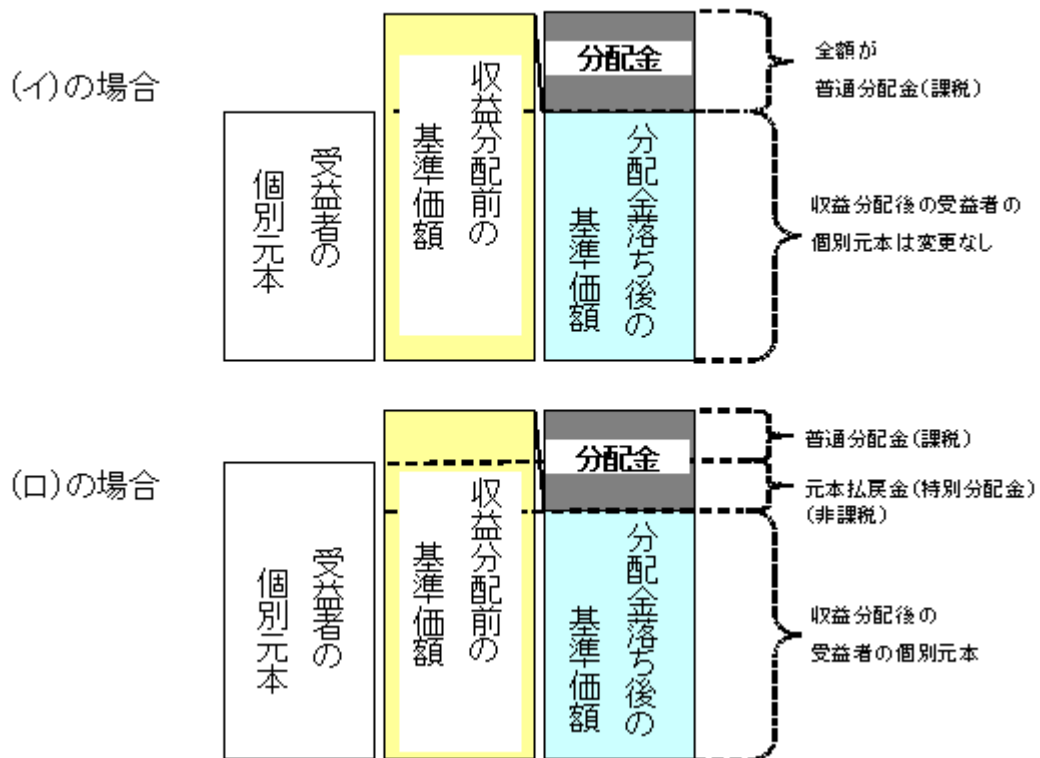 (イ)の場合
受益者の
個別元本
収益分配前の
基準価額
分配金
分配金落ち後の
基準価額
全額が
普通分配金(課税)
収益分配後の受益者の
個別元本は変更なし
(ロ)の場合
受益者の
個別元本
収益分配前の
基準価額
分配金
分配金落ち後の
基準価額
普通分配金(課税)
元本払戻金(特別分配金)
(非課税)
収益分配後の
受益者の個別元本